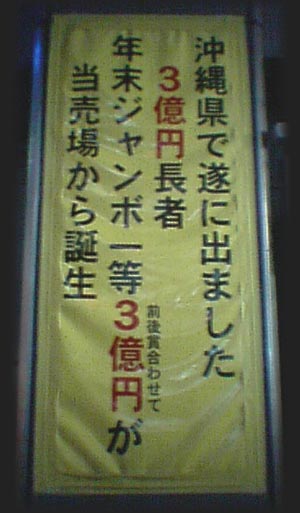 沖縄県で遂に出ました
3億円長者
年末ジャンボ一等3億円が
前後賞合わせて
当売場から誕生